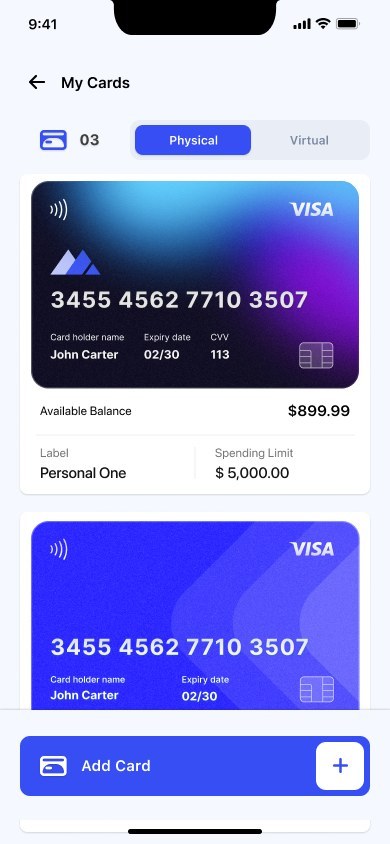 9:41
My Cards
03
Physical
Virtual
VISA
3455 4562 7710 3507
Card holder name Expiry date CVV
John Carter 02/30 113
Available Balance $899.99
Label Spending Limit
Personal One $ 5,000.00
VISA
3455 4562 7710 3507
Card holder name Expiry date
John Carter 02/30
Add Card